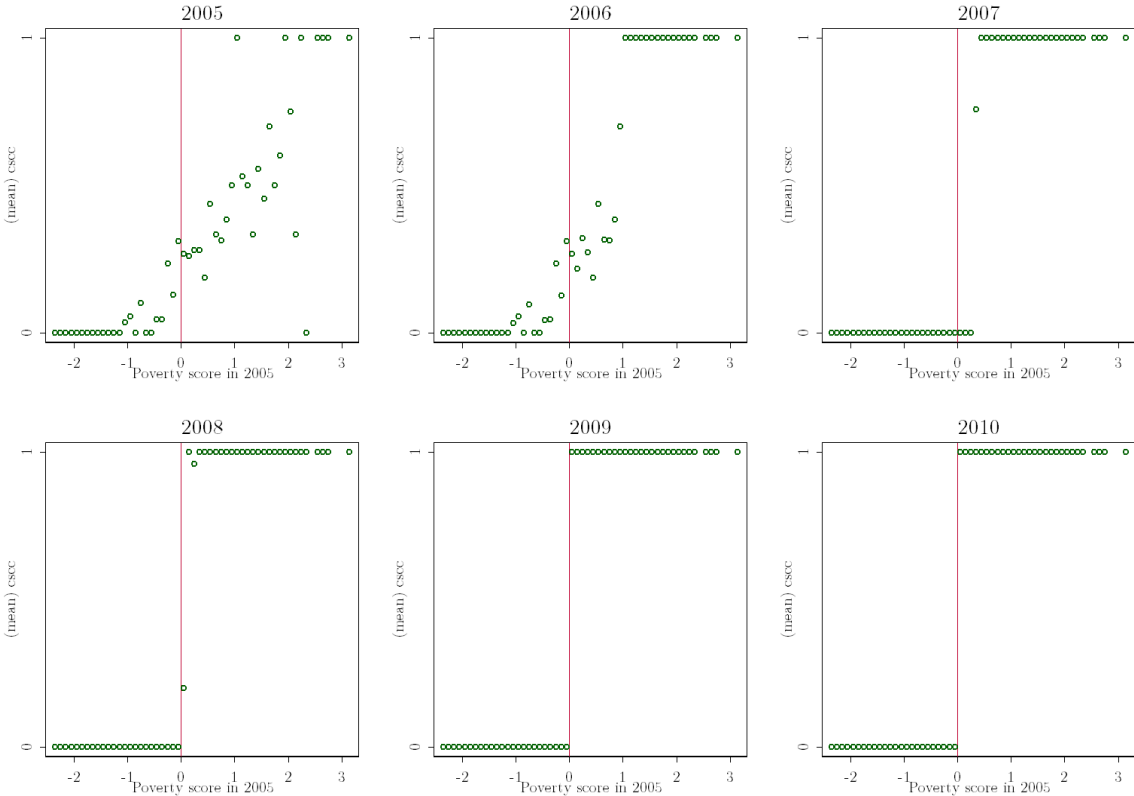 2005
1
0
(mean) cscc
-2 -1 0 1 2 3
Poverty score in 2005
2006
1
0
(mean) cscc
-2 -1 0 1 2 3
Poverty score in 2005
2007
1
0
(mean) cscc
-2 -1 0 1 2 3
Poverty score in 2005
2008
1
0
(mean) cscc
-2 -1 0 1 2 3
Poverty score in 2005
2009
1
0
(mean) cscc
-2 -1 0 1 2 3
Poverty score in 2005
2010
1
0
(mean) cscc
-2 -1 0 1 2 3
Poverty score in 2005